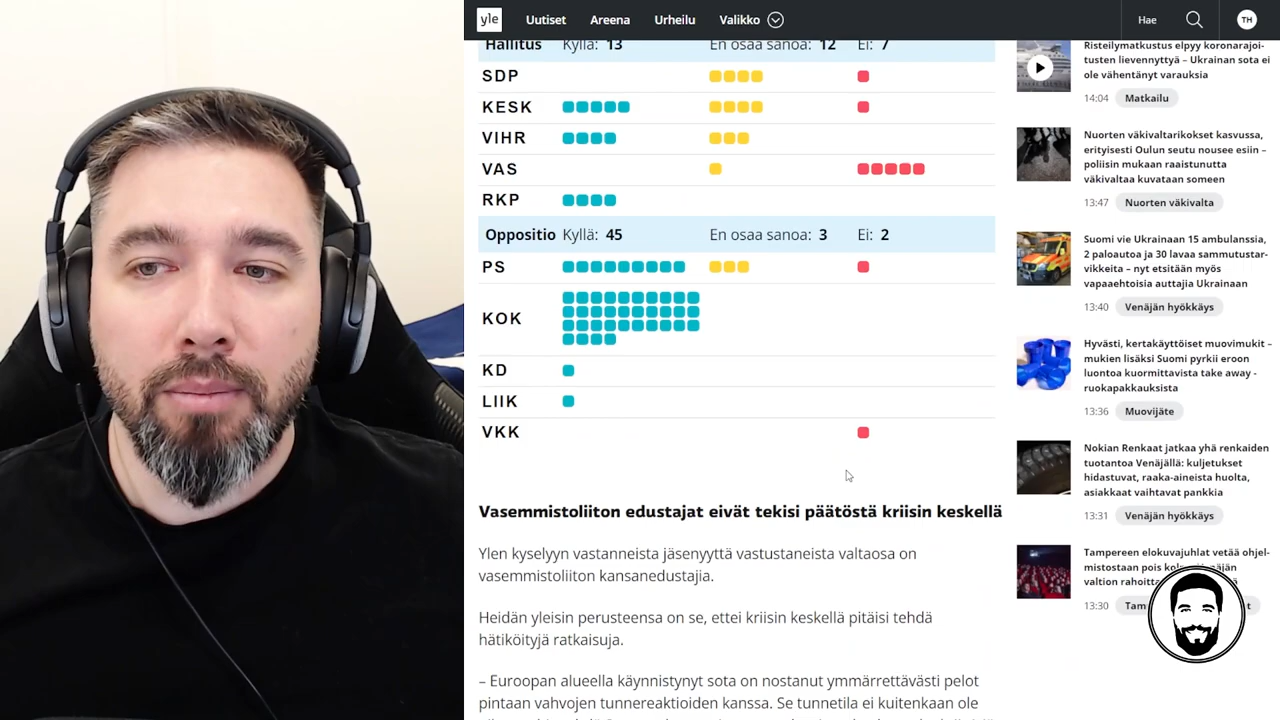 yle
Uutiset
Areena
Urheilu
Valikko
Hae
TH
Hallitus Kyllä: 13 En osaa sanoa: 12 Ei: 7
SDP
KESK
VIHR
VAS
RKP
Oppositio Kyllä: 45 En osaa sanoa: 3 Ei: 2
PS
KOK
KD
LIIK
VKK
Vasemmistoliiton edustajat eivät tekisi päätöstä kriisin keskellä
Ylen kyselyyn vastanneista jäsenyyttä vastustaneista valtaosa on
vasemmistoliiton kansanedustajia.
Heidän yleisin perusteensa on se, ettei kriisin keskellä pitäisi tehdä
hätiköityjä ratkaisuja.
– Euroopan alueella käynnistynyt sota on nostanut ymmärrettävästi pelot
pintaan vahvojen tunnereaktioiden kanssa. Se tunnetila ei kuitenkaan ole
Risteilymatkustus elpyy koronarajoi-
tusten lievennyttyä – Ukrainan sota ei
ole vähentänyt varauksia
14:04 Matkailu
Nuorten väkivaltarikokset kasvussa,
erityisesti Oulun seutu nousee esiin –
poliisin mukaan raaistunutta
väkivaltaa kuvataan someen
13:47 Nuorten väkivalta
Suomi vie Ukrainaan 15 ambulanssia,
2 paloautoa ja 30 lavaa sammutustar-
vikkeita – nyt etsitään myös
vapaaehtoisia auttajia Ukrainaan
13:40 Venäjän hyökkäys
Hyvästi, kertakäyttöiset muovimukit –
mukien lisäksi Suomi pyrkii eroon
luontoa kuormittavista take away -
ruokapakkauksista
13:36 Muovijäte
Nokian Renkaat jatkaa yhä renkaiden
tuotantoa Venäjällä: kuljetukset
hidastuvat, raaka-aineista huolta,
asiakkaat vaihtavat pankkia
13:31 Venäjän hyökkäys
Tampereen elokuvajuhlat vetää ohjel-
mistostaan pois
valtion
13:30